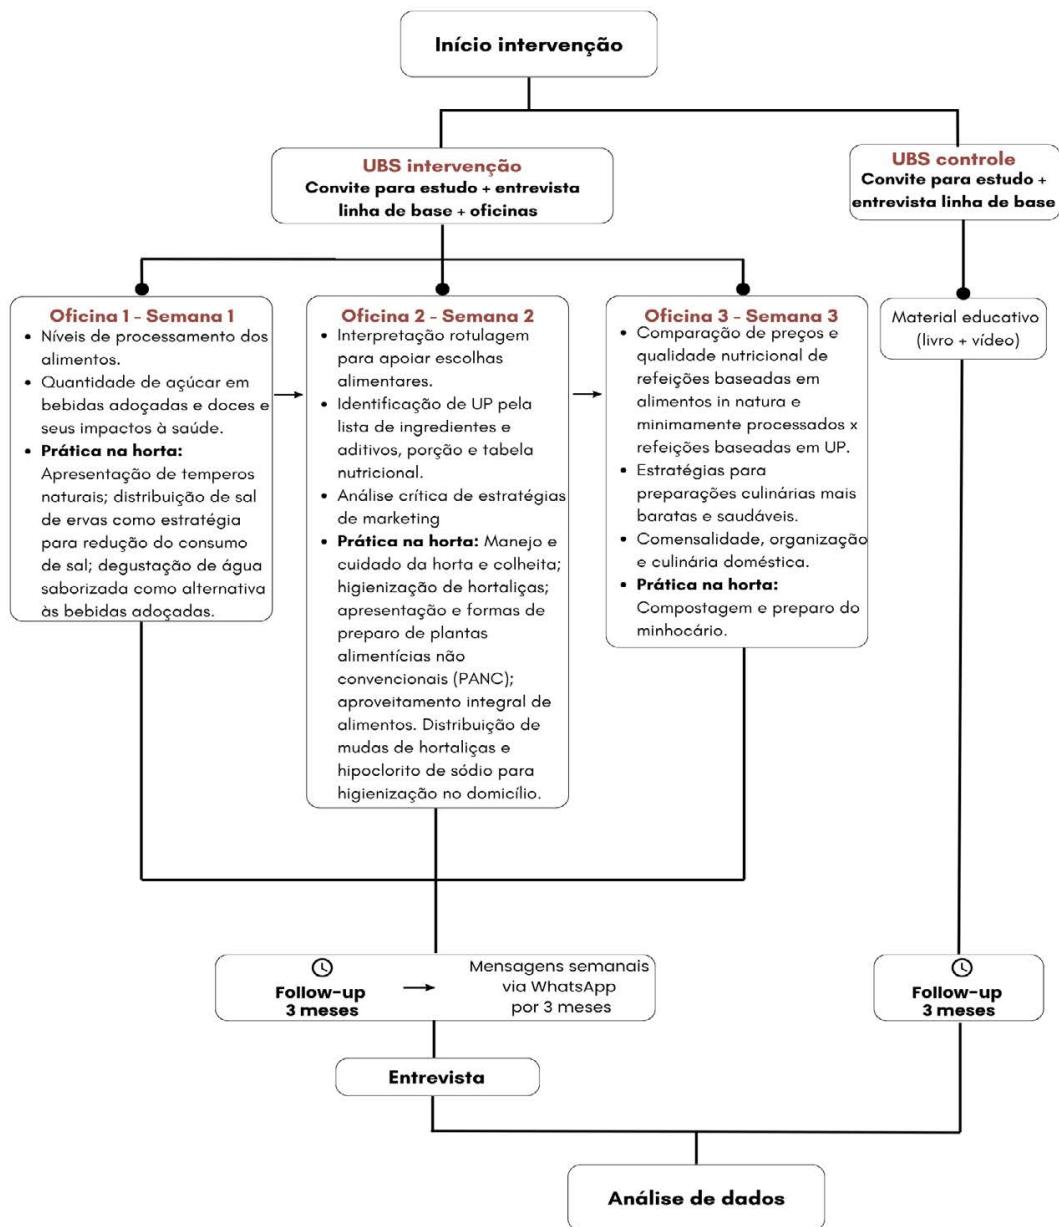 Início intervenção
UBS intervenção
Convite para estudo + entrevista
linha de base + oficinas
UBS controle
Convite para estudo +
entrevista linha de base
Oficina 1 - Semana 1
• Níveis de processamento dos
alimentos.
• Quantidade de açúcar em
bebidas adoçadas e doces e
seus impactos à saúde.
• Prática na horta:
Apresentação de temperos
naturais; distribuição de sal
de ervas como estratégia
para redução do consumo
de sal; degustação de água
saborizada como alternativa
às bebidas adoçadas.
Oficina 2 - Semana 2
• Interpretação rotulagem
para apoiar escolhas
alimentares.
• Identificação de UP pela
lista de ingredientes e
aditivos, porção e tabela
nutricional.
• Análise crítica de estratégias
de marketing
• Prática na horta: Manejo e
cuidado da horta e colheita;
higienização de hortaliças;
apresentação e formas de
preparo de plantas
alimentícias não
convencionais (PANC);
aproveitamento integral de
alimentos. Distribuição de
mudas de hortaliças e
hipoclorito de sódio para
higienização no domicílio.
Oficina 3 - Semana 3
• Comparação de preços e
qualidade nutricional de
refeições baseadas em
alimentos in natura e
minimamente processados x
refeições baseadas em UP.
• Estratégias para
preparações culinárias mais
baratas e saudáveis.
• Comensalidade, organização
e culinária doméstica.
• Prática na horta:
Compostagem e preparo do
minhocário.
Material educativo
(livro + vídeo)
Follow-up
3 meses
Mensagens semanais
via WhatsApp
por 3 meses
Follow-up
3 meses
Entrevista
Análise de dados